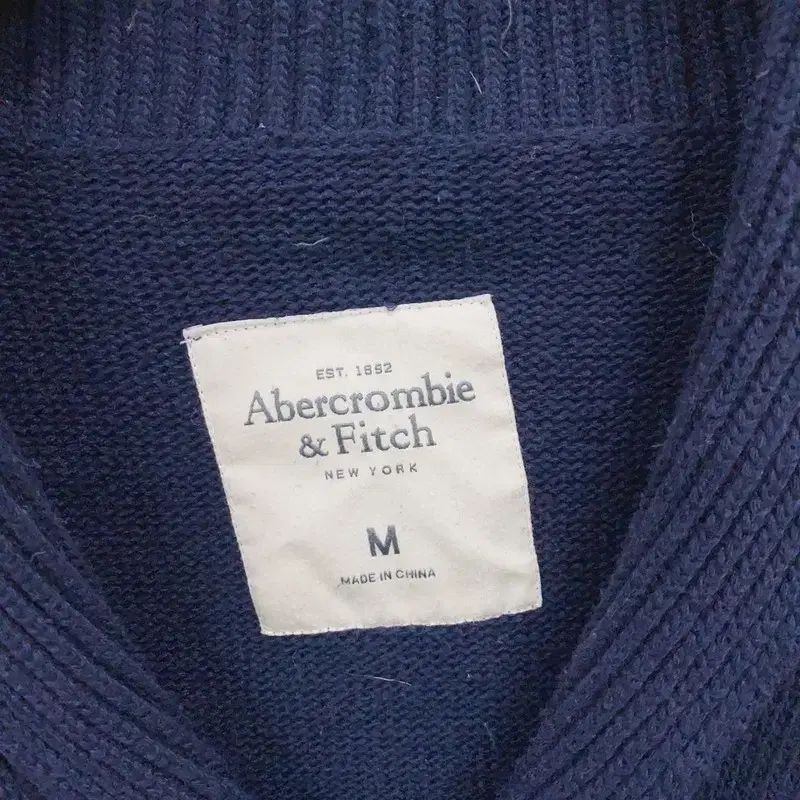 EST. 1892
Abercrombie
& Fitch
NEW YORK
M
MADE IN CHINA